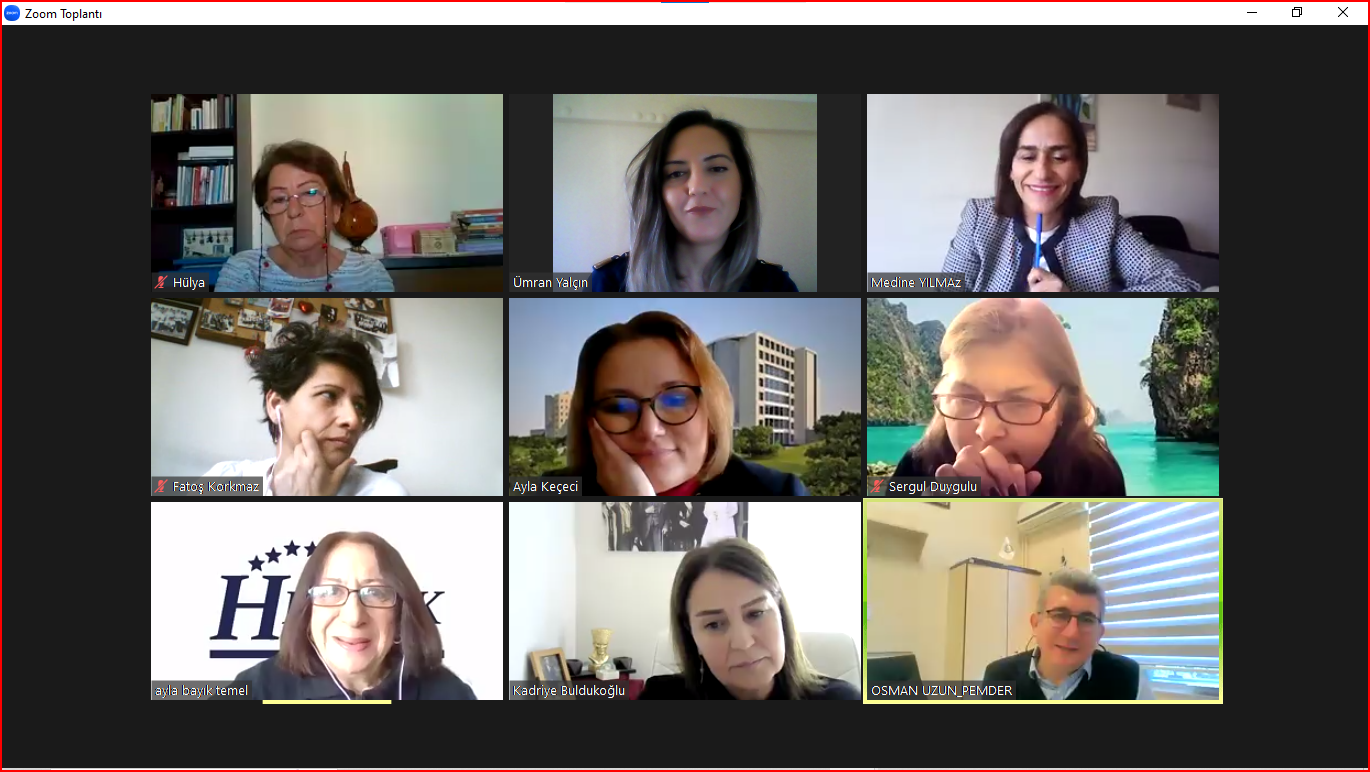 Zoom Toplantı
Hülya
Ümran Yalçın
Medine YILMAz
Fatoş Korkmaz
Ayla Keçeci
Sergul Duygulu
ayla bayık temel
Kadriye Buldukoğlu
OSMAN UZUN_PEMDER